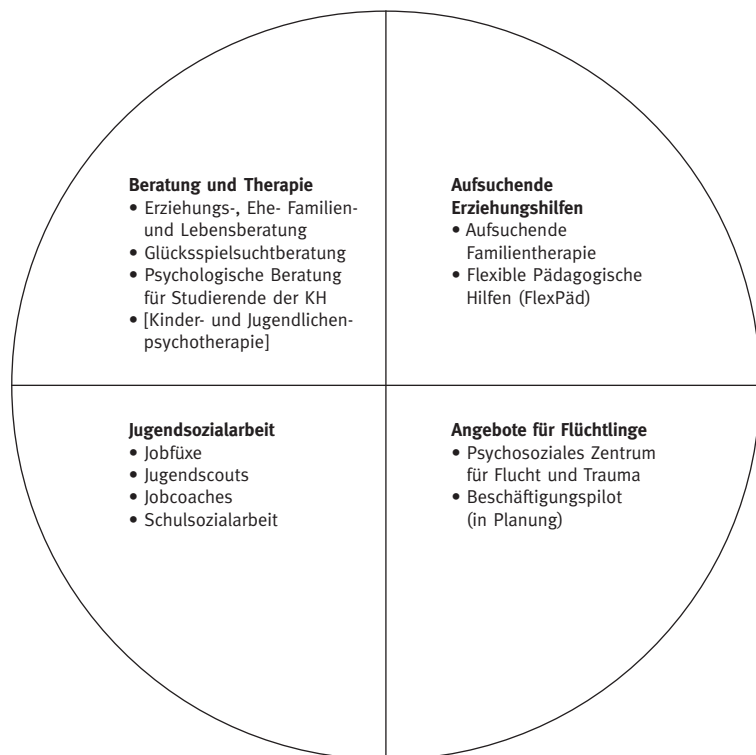 Beratung und Therapie
• Erziehungs-, Ehe- Familien-
und Lebensberatung
• Glücksspielsuchtberatung
• Psychologische Beratung
für Studierende der KH
• [Kinder- und Jugendlichen-
psychotherapie]
Aufsuchende
Erziehungshilfen
• Aufsuchende
Familientherapie
• Flexible Pädagogische
Hilfen (FlexPäd)
Jugendsozialarbeit
• Jobfüxe
• Jugendscouts
• Jobcoaches
• Schulsozialarbeit
Angebote für Flüchtlinge
• Psychosoziales Zentrum
für Flucht und Trauma
• Beschäftigungspilot
(in Planung)